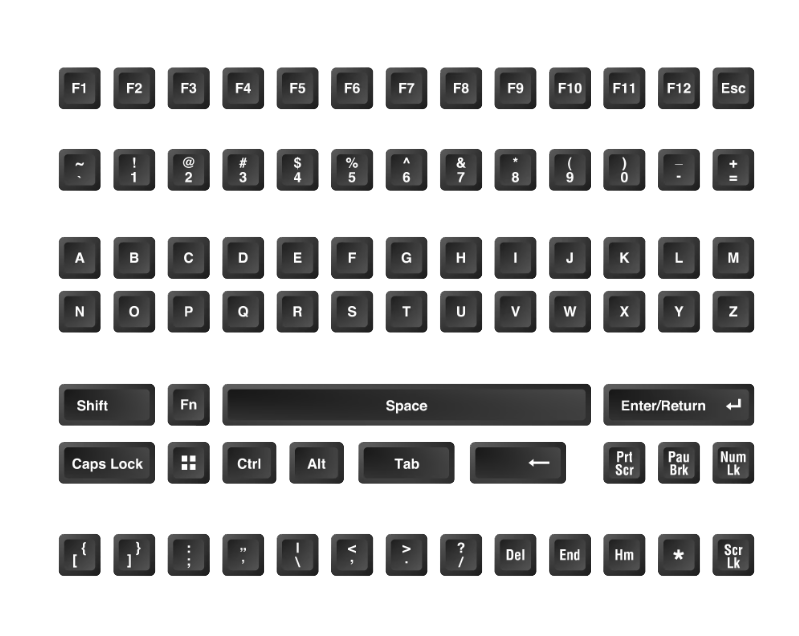 F1 F2 F3 F4 F5 F6 F7 F8 F9 F10 F11 F12 Esc
~ ! @ # $ % ^ & * ( ) _ +
` 1 2 3 4 5 6 7 8 9 0 - =
A B C D E F G H I J K L M
N O P Q R S T U V W X Y Z
Shift Fn Space Enter/Return ↵
Caps Lock Ctrl Alt Tab ← Prt Scr Pau Brk Num Lk
{ } : " | < > ? Del End Hm * Scr Lk
[ ] ; ' \ , . /